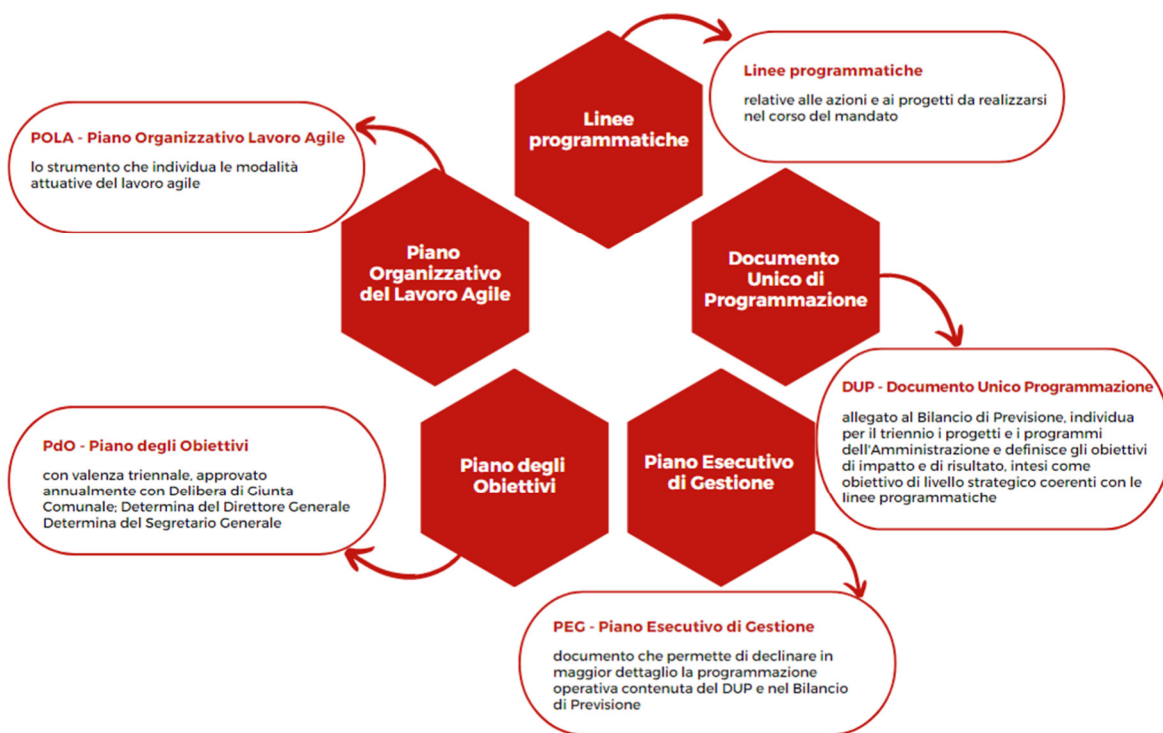 Linee
programmatiche
Linee programmatiche
relative alle azioni e ai progetti da realizzarsi
nel corso del mandato
POLA - Piano Organizzativo Lavoro Agile
lo strumento che individua le modalità
attuative del lavoro agile
Piano
Organizzativo
del Lavoro Agile
Documento
Unico di
Programmazione
DUP - Documento Unico Programmazione
allegato al Bilancio di Previsione, individua
per il triennio i progetti e i programmi
dell'Amministrazione e definisce gli obiettivi
di impatto e di risultato, intesi come
obiettivo di livello strategico coerenti con le
linee programmatiche
PdO - Piano degli Obiettivi
con valenza triennale, approvato
annualmente con Delibera di Giunta
Comunale; Determina del Direttore Generale
Determina del Segretario Generale
Piano degli
Obiettivi
Piano Esecutivo
di Gestione
PEG - Piano Esecutivo di Gestione
documento che permette di declinare in
maggior dettaglio la programmazione
operativa contenuta del DUP e nel Bilancio
di Previsione